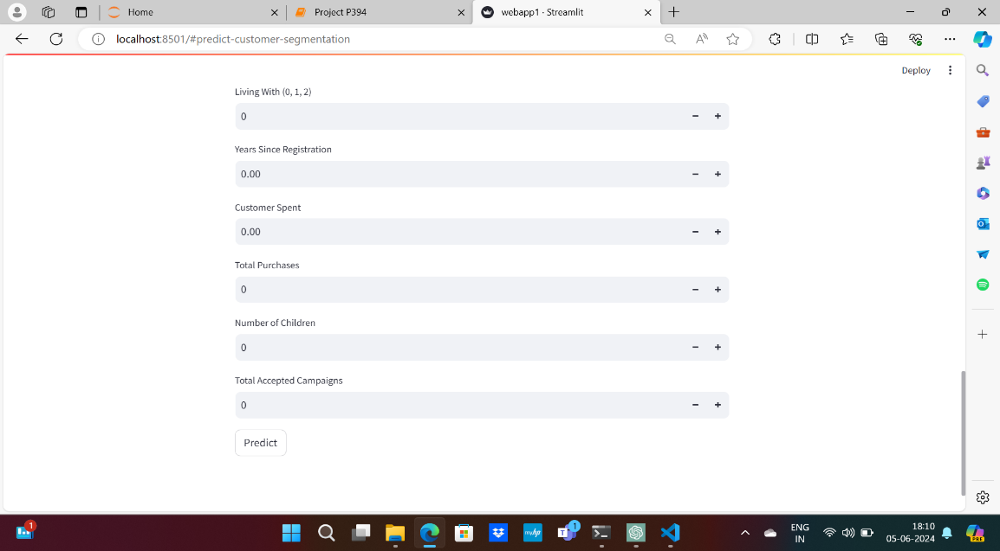 Home
Project P394
webapp1 · Streamlit
localhost:8501/#predict-customer-segmentation
Deploy
Living With (0, 1, 2)
0
Years Since Registration
0.00
Customer Spent
0.00
Total Purchases
0
Number of Children
0
Total Accepted Campaigns
0
Predict
1
myhp
1
ENG
IN
18:10
05-06-2024
PRE